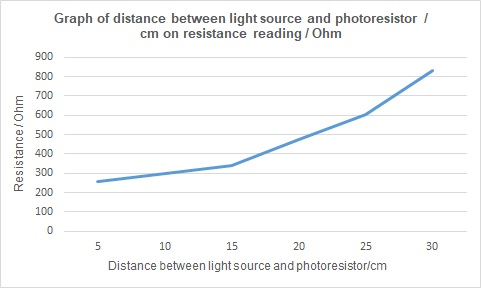 Graph of distance between light source and photoresistor /
cm on resistance reading / Ohm
900
800
700
600
500
400
300
200
100
0
Resistance / Ohm
5 10 15 20 25 30
Distance between light source and photoresistor/cm